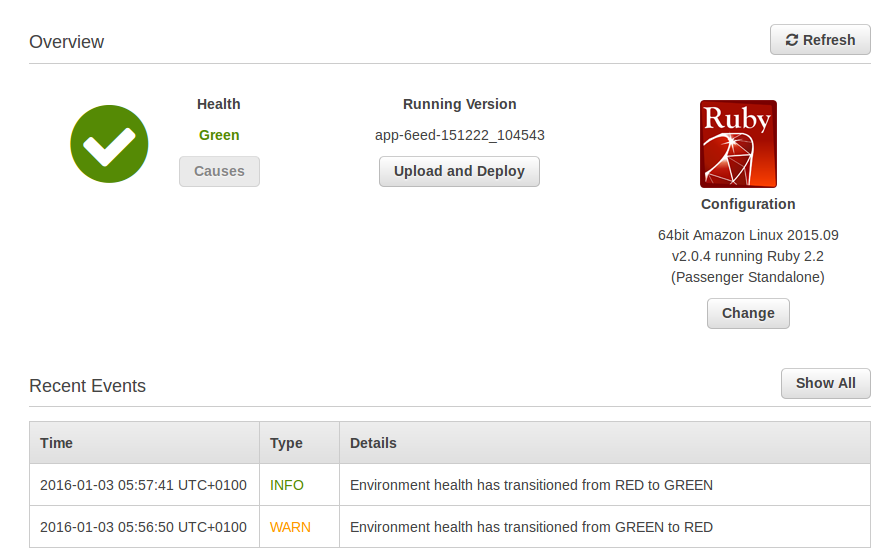 Overview
Refresh
Health
Green
Causes
Running Version
app-6eed-151222_104543
Upload and Deploy
Ruby
Configuration
64bit Amazon Linux 2015.09
v2.0.4 running Ruby 2.2
(Passenger Standalone)
Change
Recent Events
Show All
Time Type Details
2016-01-03 05:57:41 UTC+0100 INFO Environment health has transitioned from RED to GREEN
2016-01-03 05:56:50 UTC+0100 WARN Environment health has transitioned from GREEN to RED